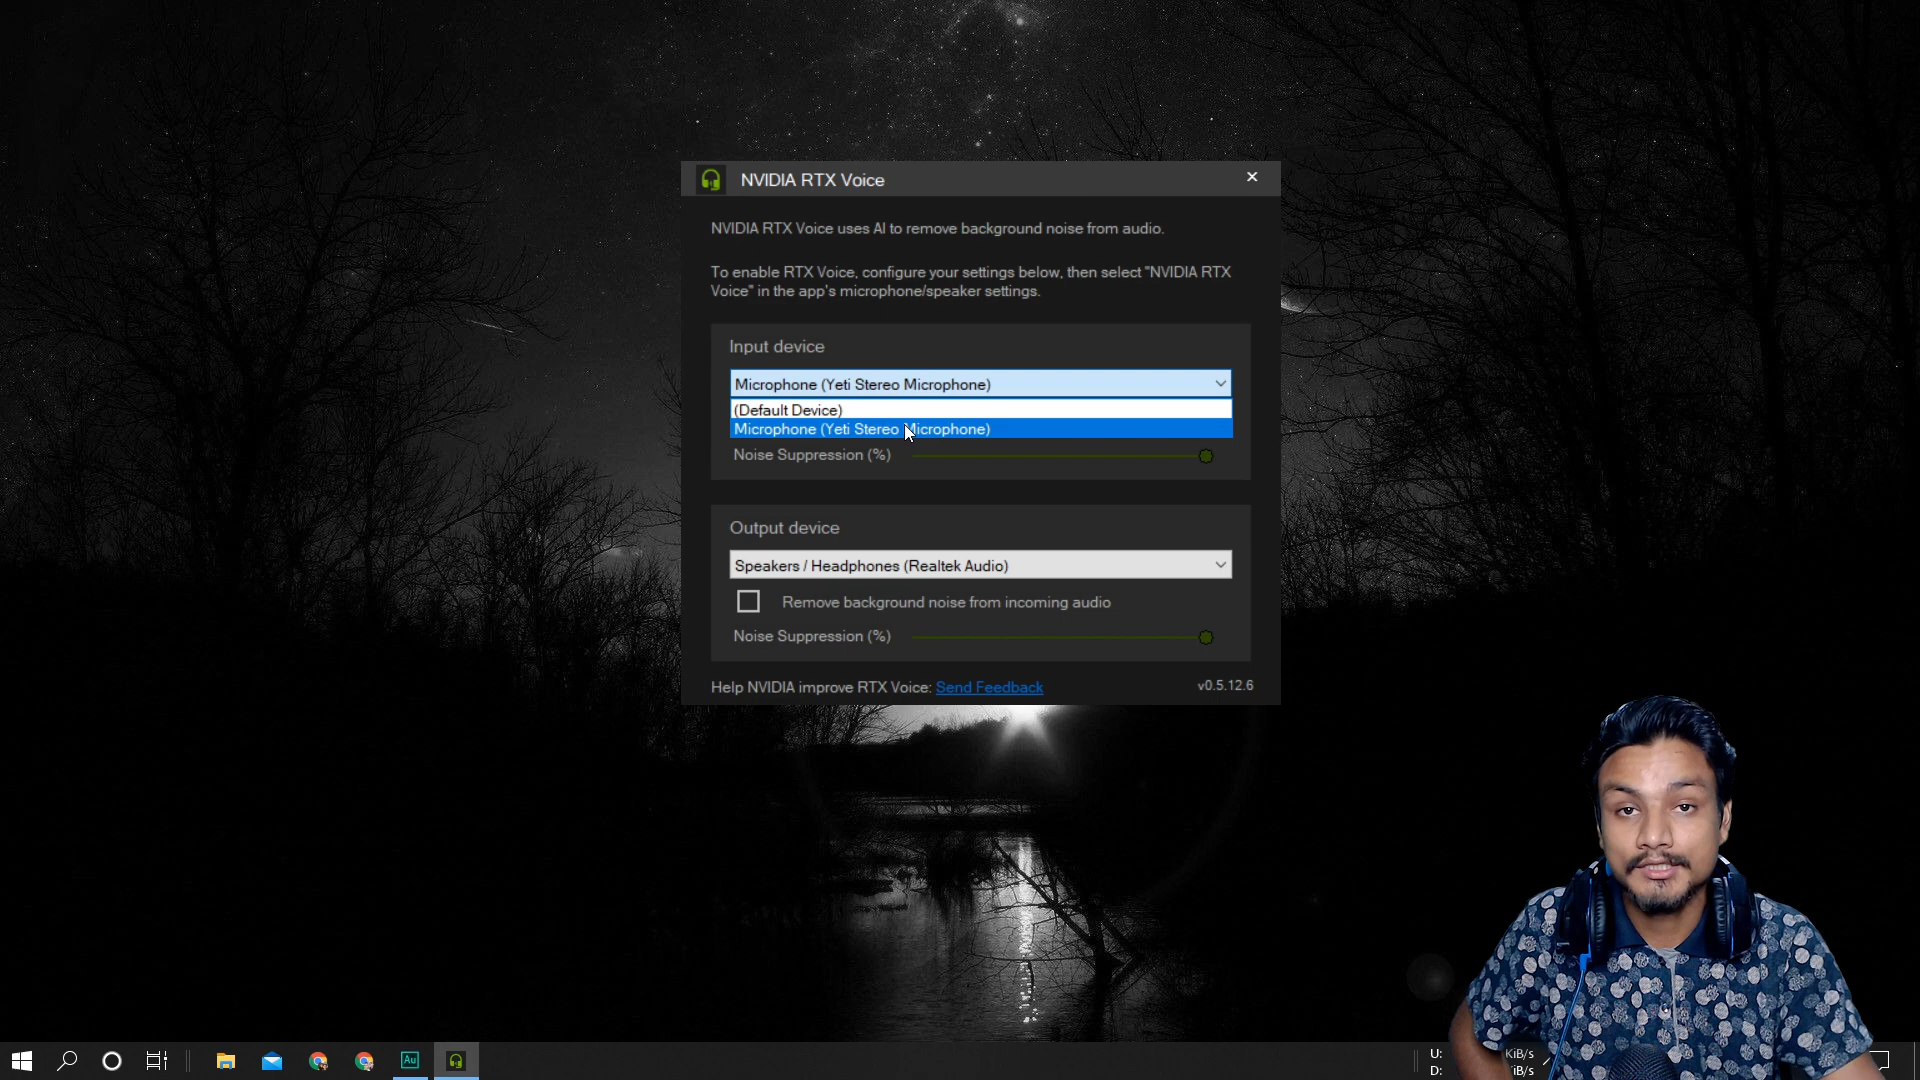 NVIDIA RTX Voice
NVIDIA RTX Voice uses AI to remove background noise from audio.
To enable RTX Voice, configure your settings below, then select "NVIDIA RTX
Voice" in the app's microphone/speaker settings.
Input device
Microphone (Yeti Stereo Microphone)
(Default Device)
Microphone (Yeti Stereo Microphone)
Noise Suppression (%)
Output device
Speakers / Headphones (Realtek Audio)
Remove background noise from incoming audio
Noise Suppression (%)
Help NVIDIA improve RTX Voice: Send Feedback
v0.5.12.6
Au
U: KiB/s
D: